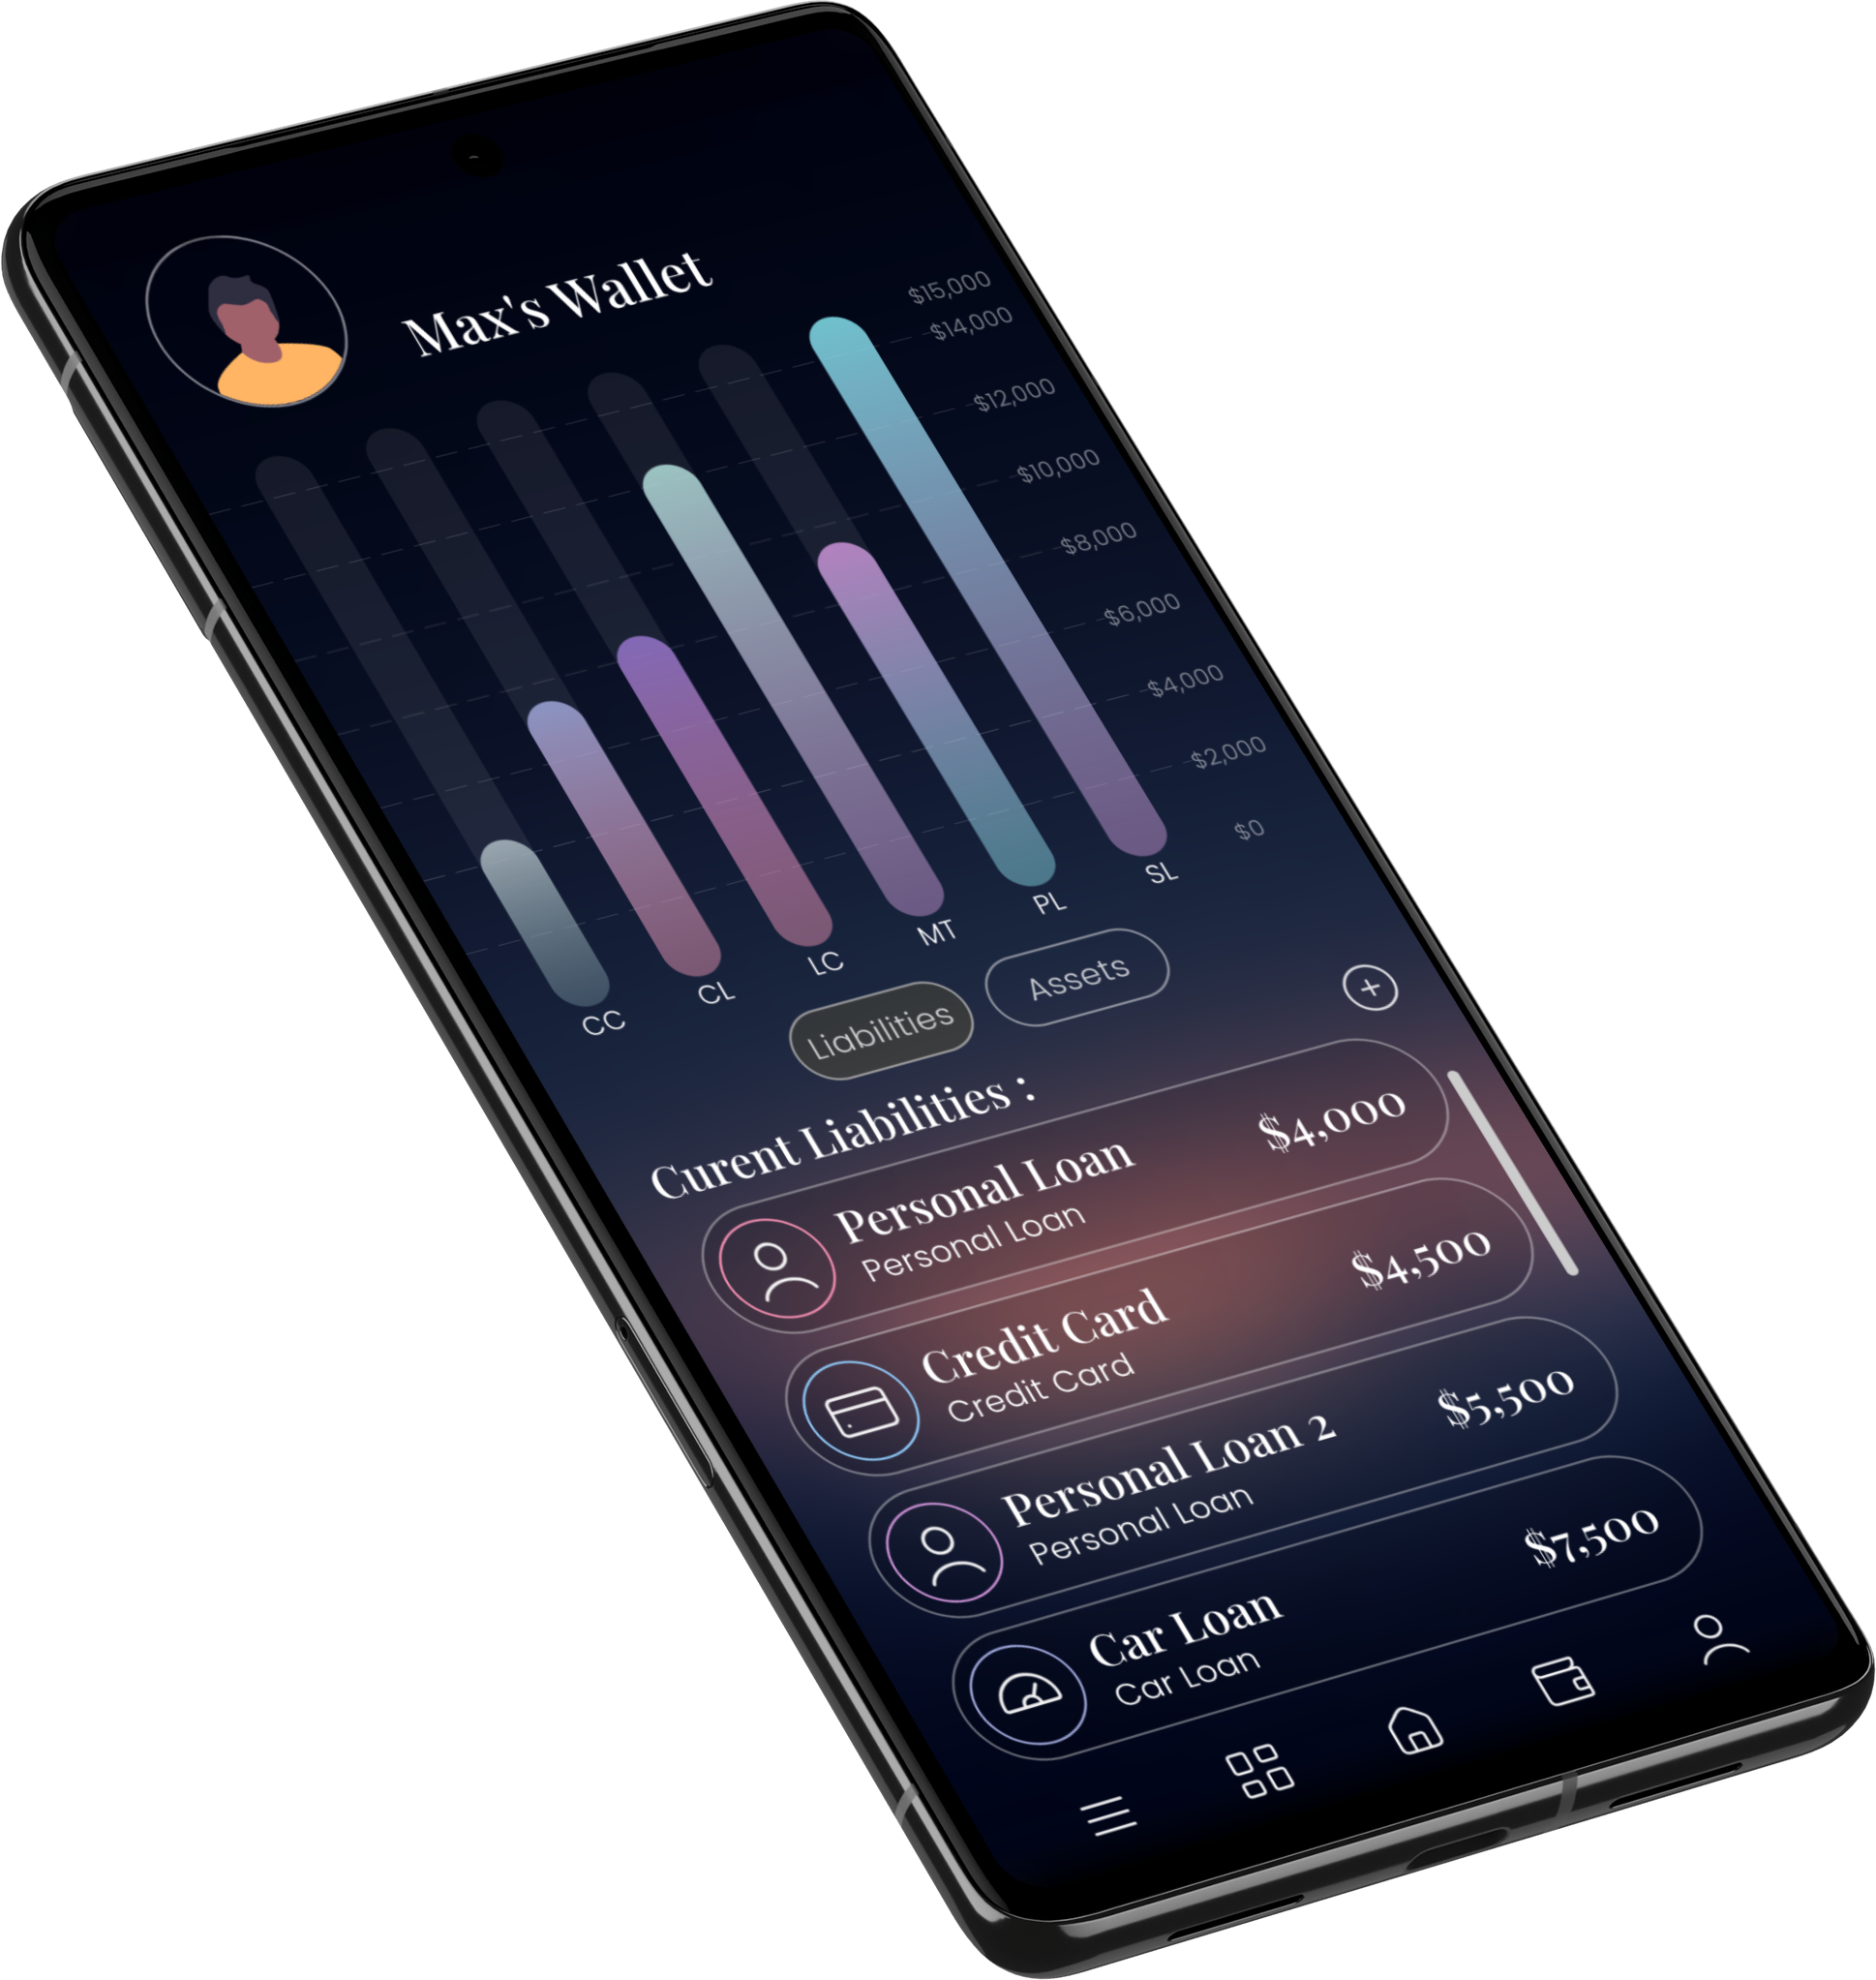 Max's Wallet
$15,000
$14,000
$12,000
$10,000
$8,000
$6,000
$4,000
$2,000
$0
CC
CL
LC
MT
PL
SL
Liabilities
Assets
Curent Liabilities :
Personal Loan
Personal Loan
$4,000
Credit Card
Credit Card
$4,500
Personal Loan 2
Personal Loan
$5,500
Car Loan
Car Loan
$7,500